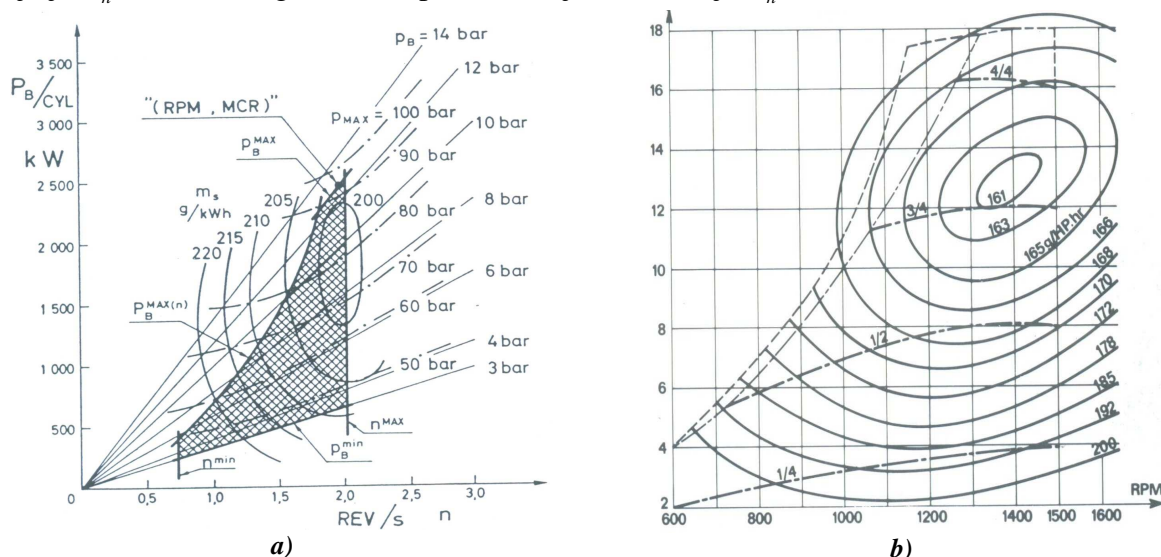 P_B/CYL
kW
3 500
3 000
2 500
2 000
1 500
1 000
500
0
0,5
1,0
1,5
2,0
2,5
3,0
REV/s n
"(RPM, MCR)"
p_B = 14 bar
12 bar
p_MAX = 100 bar
10 bar
p_B^MAX
90 bar
m_s
g/kWh
205
200
210
215
220
80 bar
8 bar
70 bar
6 bar
60 bar
P_B^MAX(n)
4 bar
50 bar
3 bar
n^MAX
p_B^min
n^min
a)
18
16
14
12
10
8
6
4
2
600
800
1000
1200
1400
1500
1600
RPM
4/4
3/4
1/2
1/4
161
163
165g/HP.hr
166
168
170
172
178
185
192
200
b)